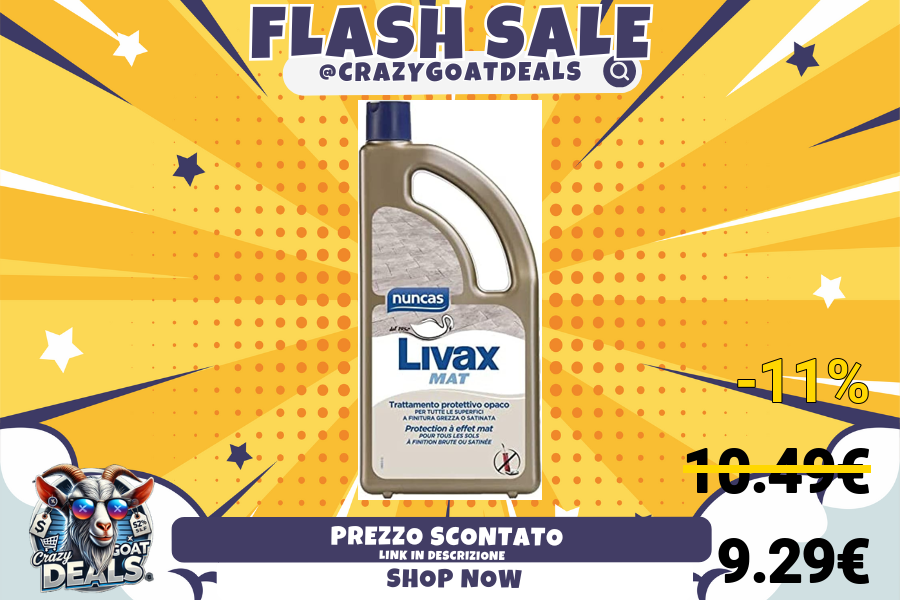 FLASH SALE
@CRAZYGOATDEALS
nuncas
LIVAX
MAT
Trattamento protettivo opaco
PER TUTTE LE SUPERFICI
A FINITURA GREZZA O SATINATA
Protection à effet mat
POUR TOUS LES SOLS
À FINITION BRUTE OU SATINÉE
-11%
10.49€
9.29€
PREZZO SCONTATO
LINK IN DESCRIZIONE
SHOP NOW
$
52%
Crazy
GOAT
DEALS